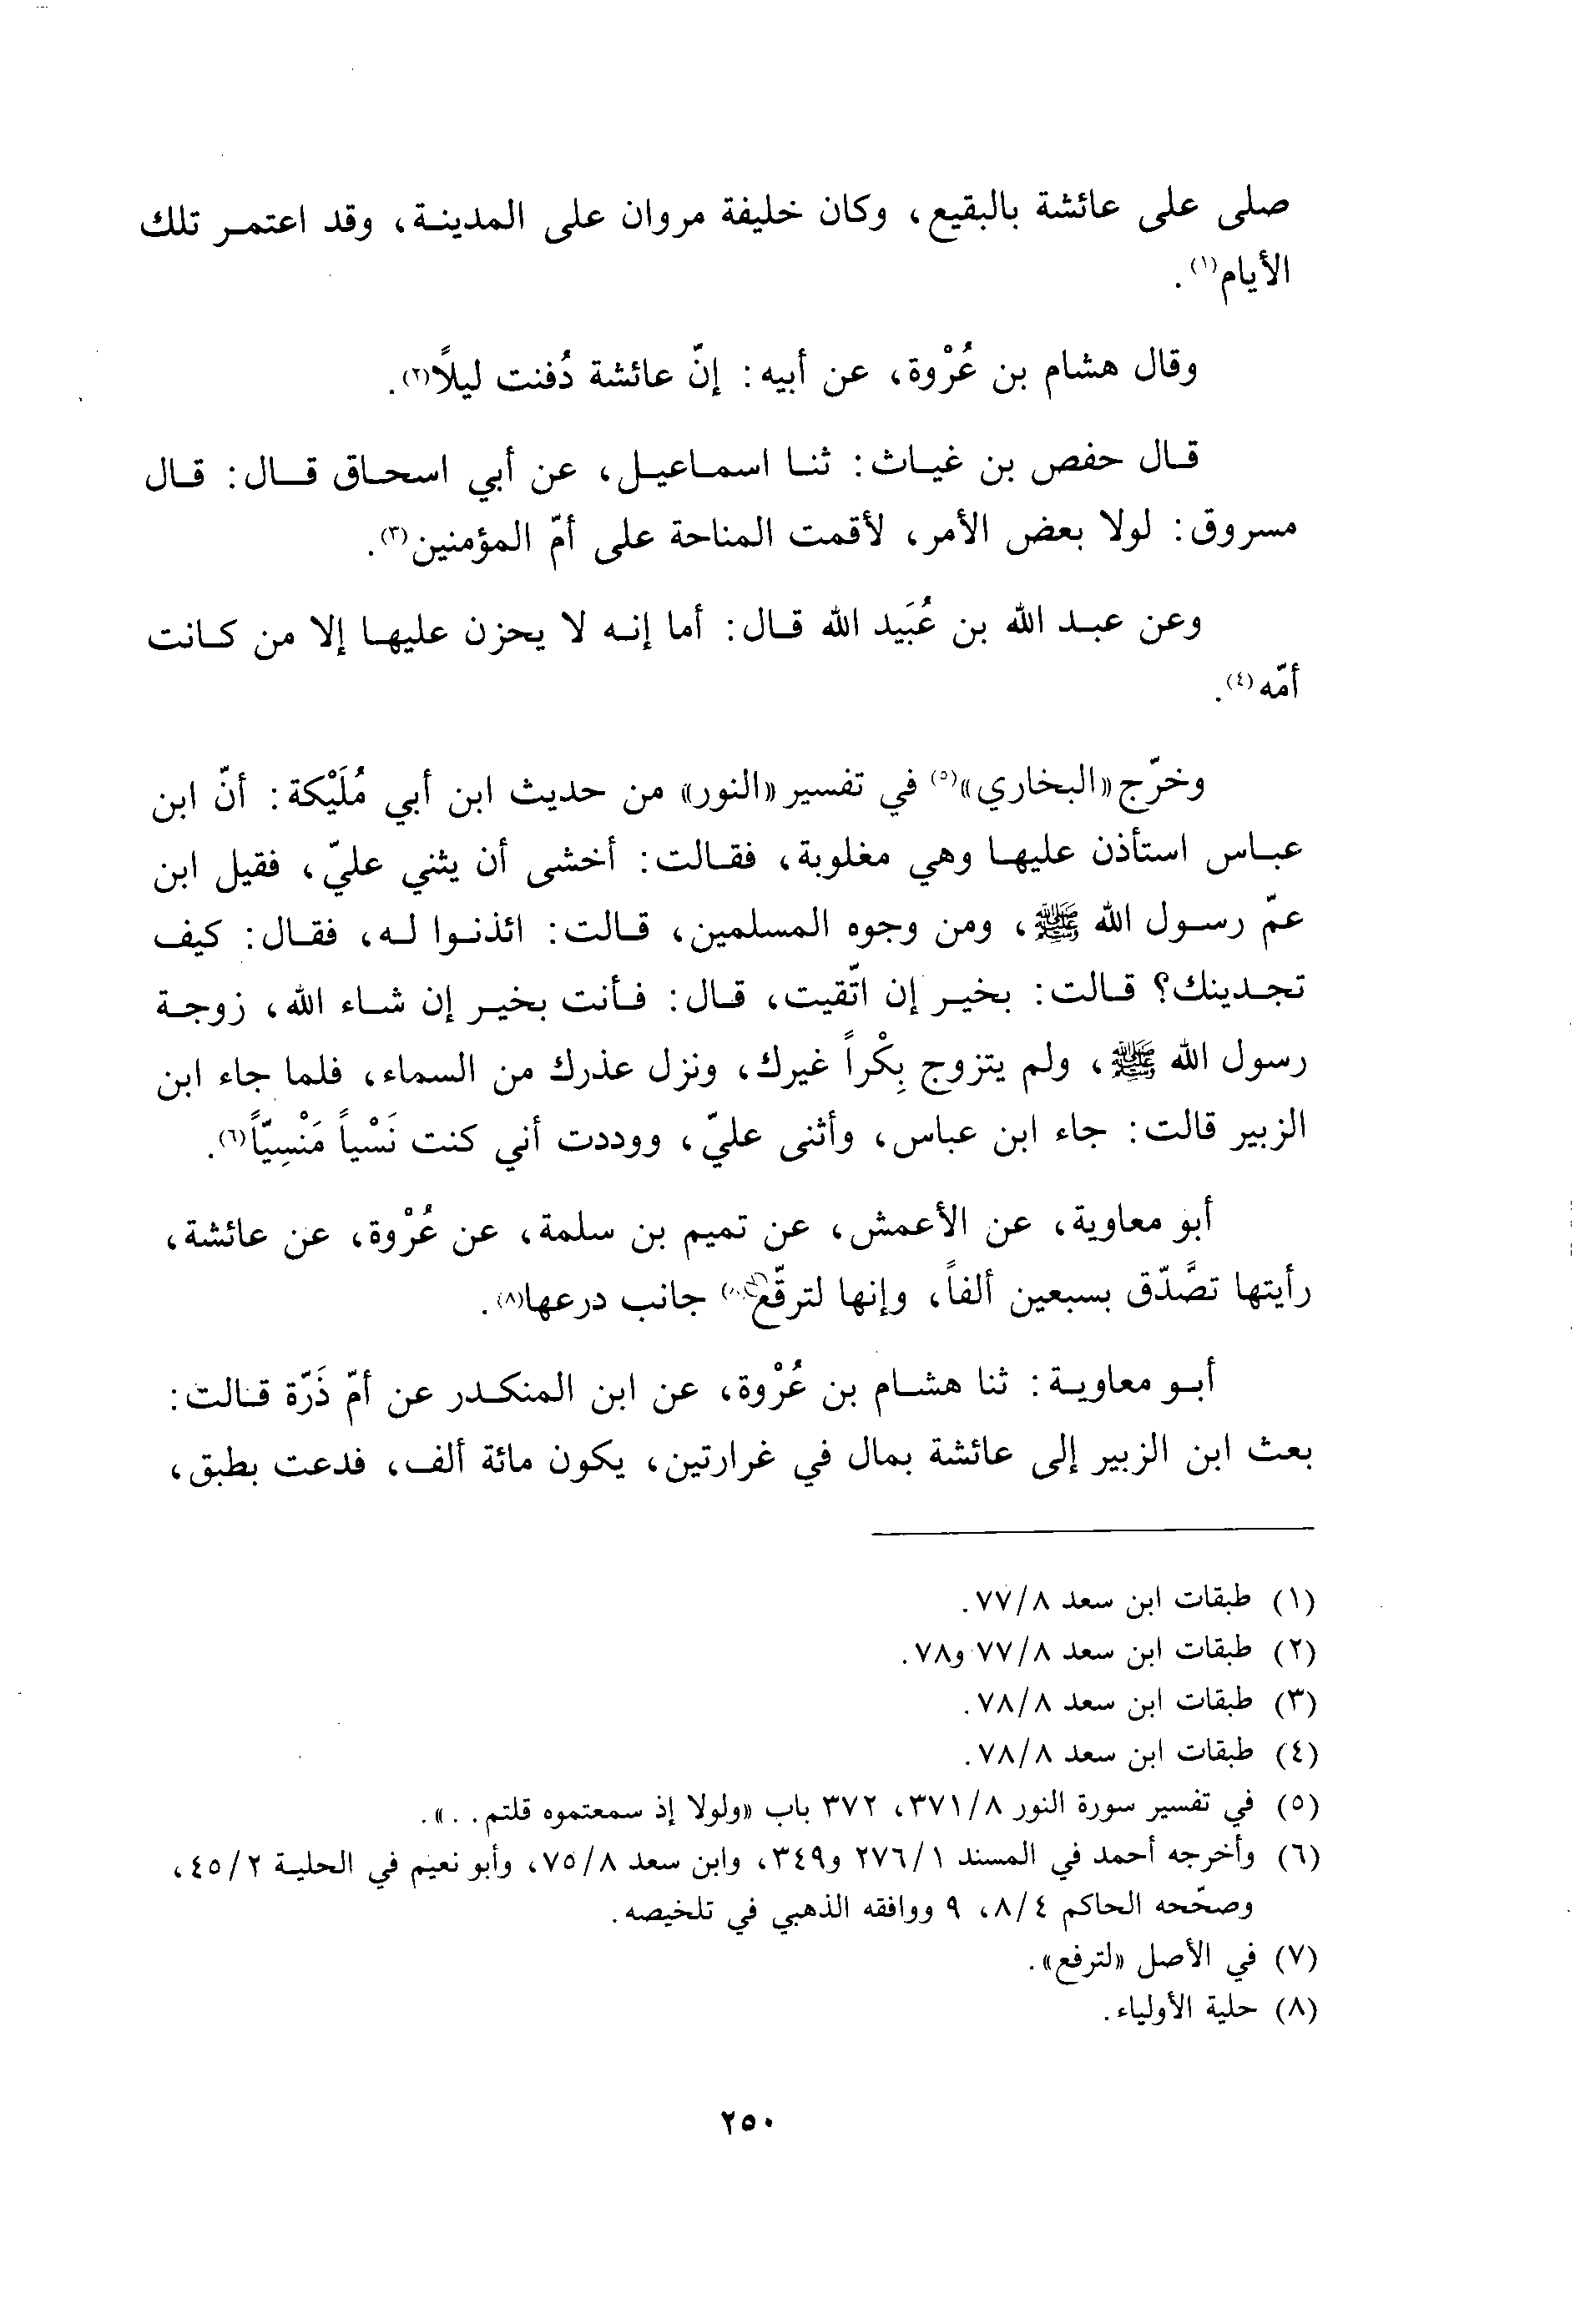 صلى على عائشة بالبقيع، وكان خليفة مروان على المدينة، وقد اعتمر تلك
الأيام(١).
وقال هشام بن عُرْوة، عن أبيه: إنّ عائشة دُفنت ليلاً(٢).
قال حفص بن غياث: ثنا اسماعيل، عن أبي اسحاق قال: قال
مسروق: لولا بعض الأمر، لأقمت المناحة على أمّ المؤمنين(٣).
وعن عبد الله بن عُبَيد الله قال: أما إنه لا يحزن عليها إلا من كانت
أمّه(٤).
وخرّج «البخاري»(٥) في تفسير «النور» من حديث ابن أبي مُلَيْكة: أنّ ابن
عباس استأذن عليها وهي مغلوبة، فقالت: أخشى أن يثني عليّ، فقيل ابن
عمّ رسول الله ﷺ، ومن وجوه المسلمين، قالت: ائذنوا له، فقال: كيف
تجدينك؟ قالت: بخير إن اتّقيت، قال: فأنت بخير إن شاء الله، زوجة
رسول الله ﷺ، ولم يتزوج بِكْراً غيرك، ونزل عذرك من السماء، فلما جاء ابن
الزبير قالت: جاء ابن عباس، وأثنى عليّ، ووددت أني كنت نَسْياً مَنْسِيّاً(٦).
أبو معاوية، عن الأعمش، عن تميم بن سلمة، عن عُرْوة، عن عائشة،
رأيتها تصَّدّق بسبعين ألفاً، وإنها لترقّع جانب درعها(٨).
أبو معاوية: ثنا هشام بن عُرْوة، عن ابن المنكدر عن أمّ ذَرّة قالت:
بعث ابن الزبير إلى عائشة بمال في غرارتين، يكون مائة ألف، فدعت بطبق،
(١) طبقات ابن سعد ٨/‏٧٧.
(٢) طبقات ابن سعد ٨/‏٧٧ و٧٨.
(٣) طبقات ابن سعد ٨/‏٧٨.
(٤) طبقات ابن سعد ٨/‏٧٨.
(٥) في تفسير سورة النور ٨/‏٣٧١، ٣٧٢ باب «ولولا إذ سمعتموه قلتم...».
(٦) وأخرجه أحمد في المسند ١/‏٢٧٦ و٣٤٩، وابن سعد ٨/‏٧٥، وأبو نعيم في الحلية ٢/‏٤٥،
وصحّحه الحاكم ٤/‏٨، ٩ ووافقه الذهبي في تلخيصه.
(٧) في الأصل «لترفع».
(٨) حلية الأولياء.
٢٥٠